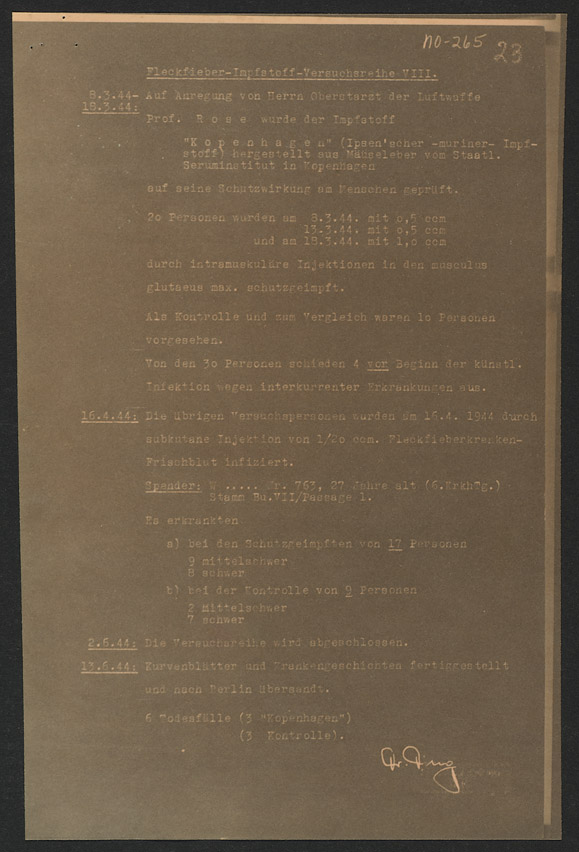 NO-265 23
Fleckfieber-Impfstoff-Versuchsreihe VIII.
8.3.44- Auf Anregung von Herrn Oberstarzt der Luftwaffe
18.3.44:
Prof. R o s e wurde der Impfstoff
"K o p e n h a g e n" (Ipsen'scher -muriner- Impf-
stoff) hergestellt aus Mäuseleber vom Staatl.
Seruminstitut in Kopenhagen
auf seine Schutzwirkung am Menschen geprüft.
2o Personen wurden am 8.3.44. mit o,5 ccm
13.3.44. mit o,5 ccm
und am 18.3.44. mit 1,o ccm
durch intramuskuläre Injektionen in den musculus
glutaeus max. schutzgeimpft.
Als Kontrolle und zum Vergleich waren 1o Personen
vorgesehen.
Von den 3o Personen schieden 4 vor Beginn der künstl.
Infektion wegen interkurrenter Erkrankungen aus.
16.4.44: Die übrigen Versuchspersonen wurden am 16.4. 1944 durch
subkutane Injektion von 1/2o ccm. Fleckfieberkranken-
Frischblut infiziert.
Spender: W ..... Nr. 763, 27 Jahre alt (6.KrkhTg.)
Stamm Bu.VII/Passage 1.
Es erkrankten
a) bei den Schutzgeimpften von 17 Personen
9 mittelschwer
8 schwer
b) bei der Kontrolle von 9 Personen
2 mittelschwer
7 schwer
2.6.44: Die Versuchsreihe wird abgeschlossen.
13.6.44: Kurvenblätter und Krankengeschichten fertiggestellt
und nach Berlin übersandt.
6 Todesfälle (3 "Kopenhagen")
(3 Kontrolle).
Dr. Ding